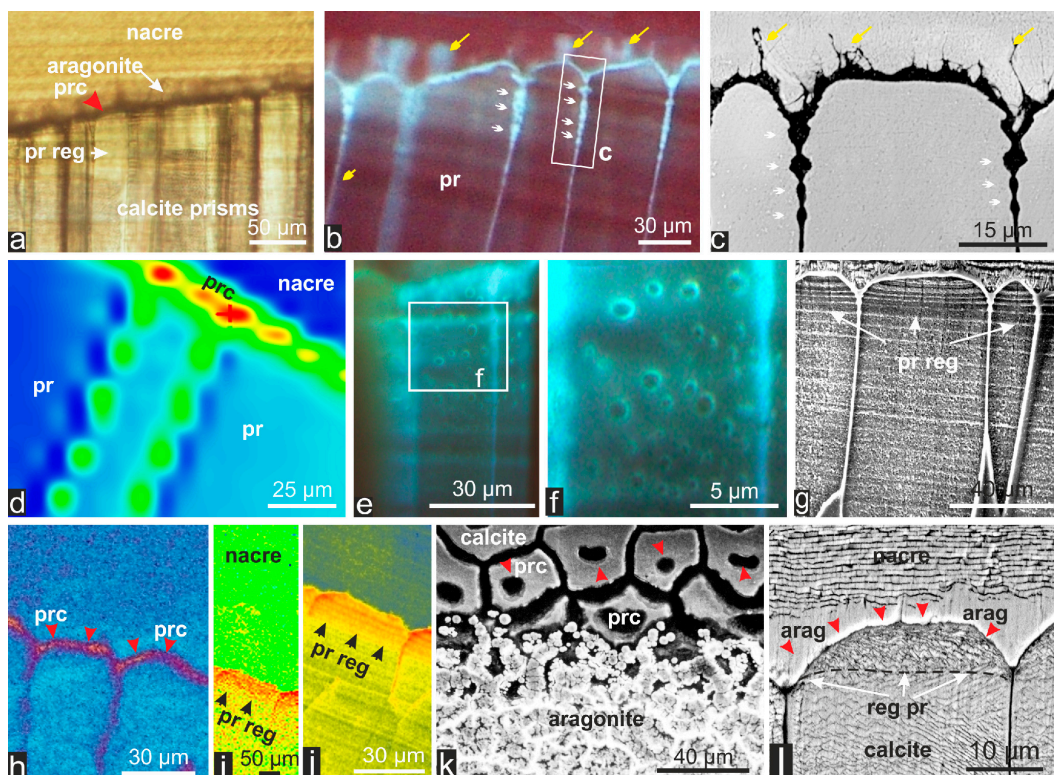 nacre
aragonite
prc
pr reg
calcite prisms
50 µm
a
pr
c
30 µm
b
15 µm
c
prc
nacre
pr
pr
25 µm
d
f
30 µm
e
5 µm
f
pr reg
40 µm
g
prc
prc
30 µm
h
nacre
pr reg
50 µm
i
pr reg
30 µm
j
calcite
prc
prc
aragonite
40 µm
k
nacre
arag
arag
reg pr
calcite
10 µm
l